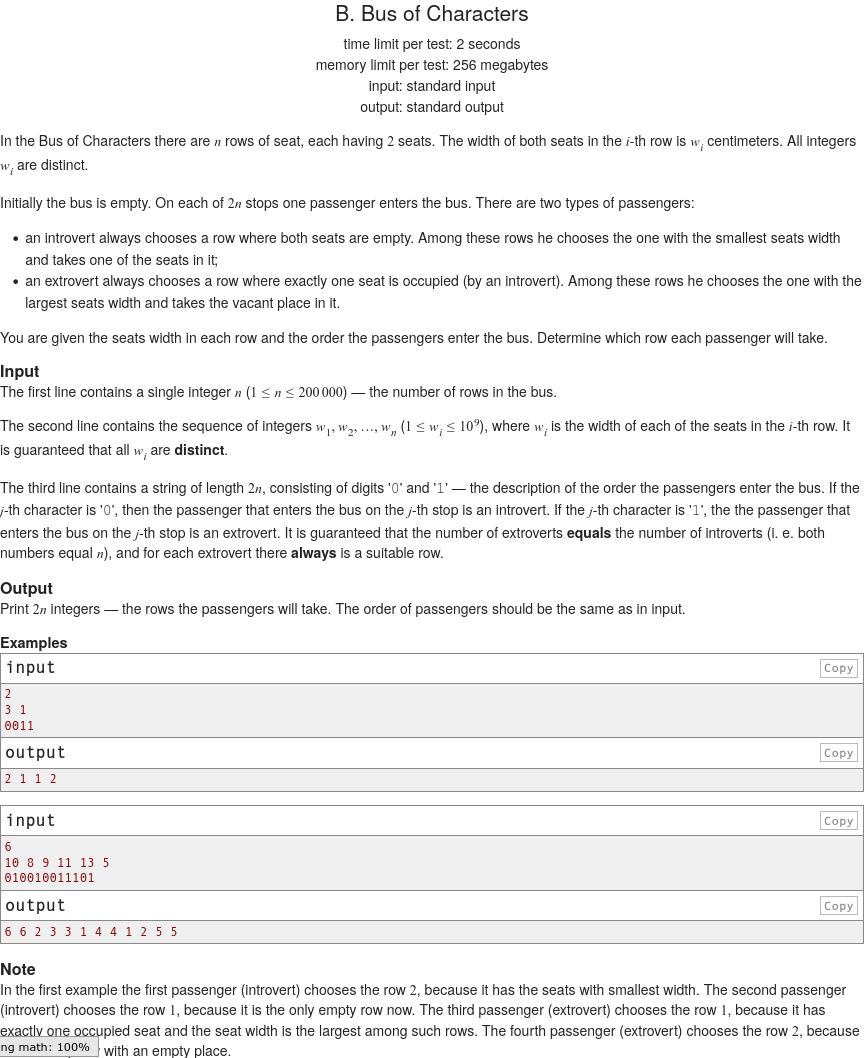 B. Bus of Characters
time limit per test: 2 seconds
memory limit per test: 256 megabytes
input: standard input
output: standard output
In the Bus of Characters there are n rows of seat, each having 2 seats. The width of both seats in the i-th row is w_i centimeters. All integers
w_i are distinct.
Initially the bus is empty. On each of 2n stops one passenger enters the bus. There are two types of passengers:
• an introvert always chooses a row where both seats are empty. Among these rows he chooses the one with the smallest seats width
and takes one of the seats in it;
• an extrovert always chooses a row where exactly one seat is occupied (by an introvert). Among these rows he chooses the one with the
largest seats width and takes the vacant place in it.
You are given the seats width in each row and the order the passengers enter the bus. Determine which row each passenger will take.
Input
The first line contains a single integer n (1 ≤ n ≤ 200 000) — the number of rows in the bus.
The second line contains the sequence of integers w_1, w_2, ..., w_n (1 ≤ w_i ≤ 10^9), where w_i is the width of each of the seats in the i-th row. It
is guaranteed that all w_i are distinct.
The third line contains a string of length 2n, consisting of digits '0' and '1' — the description of the order the passengers enter the bus. If the
j-th character is '0', then the passenger that enters the bus on the j-th stop is an introvert. If the j-th character is '1', the the passenger that
enters the bus on the j-th stop is an extrovert. It is guaranteed that the number of extroverts equals the number of introverts (i. e. both
numbers equal n), and for each extrovert there always is a suitable row.
Output
Print 2n integers — the rows the passengers will take. The order of passengers should be the same as in input.
Examples
input Copy
2
3 1
0011
output Copy
2 1 1 2
input Copy
6
10 8 9 11 13 5
010010011101
output Copy
6 6 2 3 3 1 4 4 1 2 5 5
Note
In the first example the first passenger (introvert) chooses the row 2, because it has the seats with smallest width. The second passenger
(introvert) chooses the row 1, because it is the only empty row now. The third passenger (extrovert) chooses the row 1, because it has
exactly one occupied seat and the seat width is the largest among such rows. The fourth passenger (extrovert) chooses the row 2, because
ng math: 100% with an empty place.